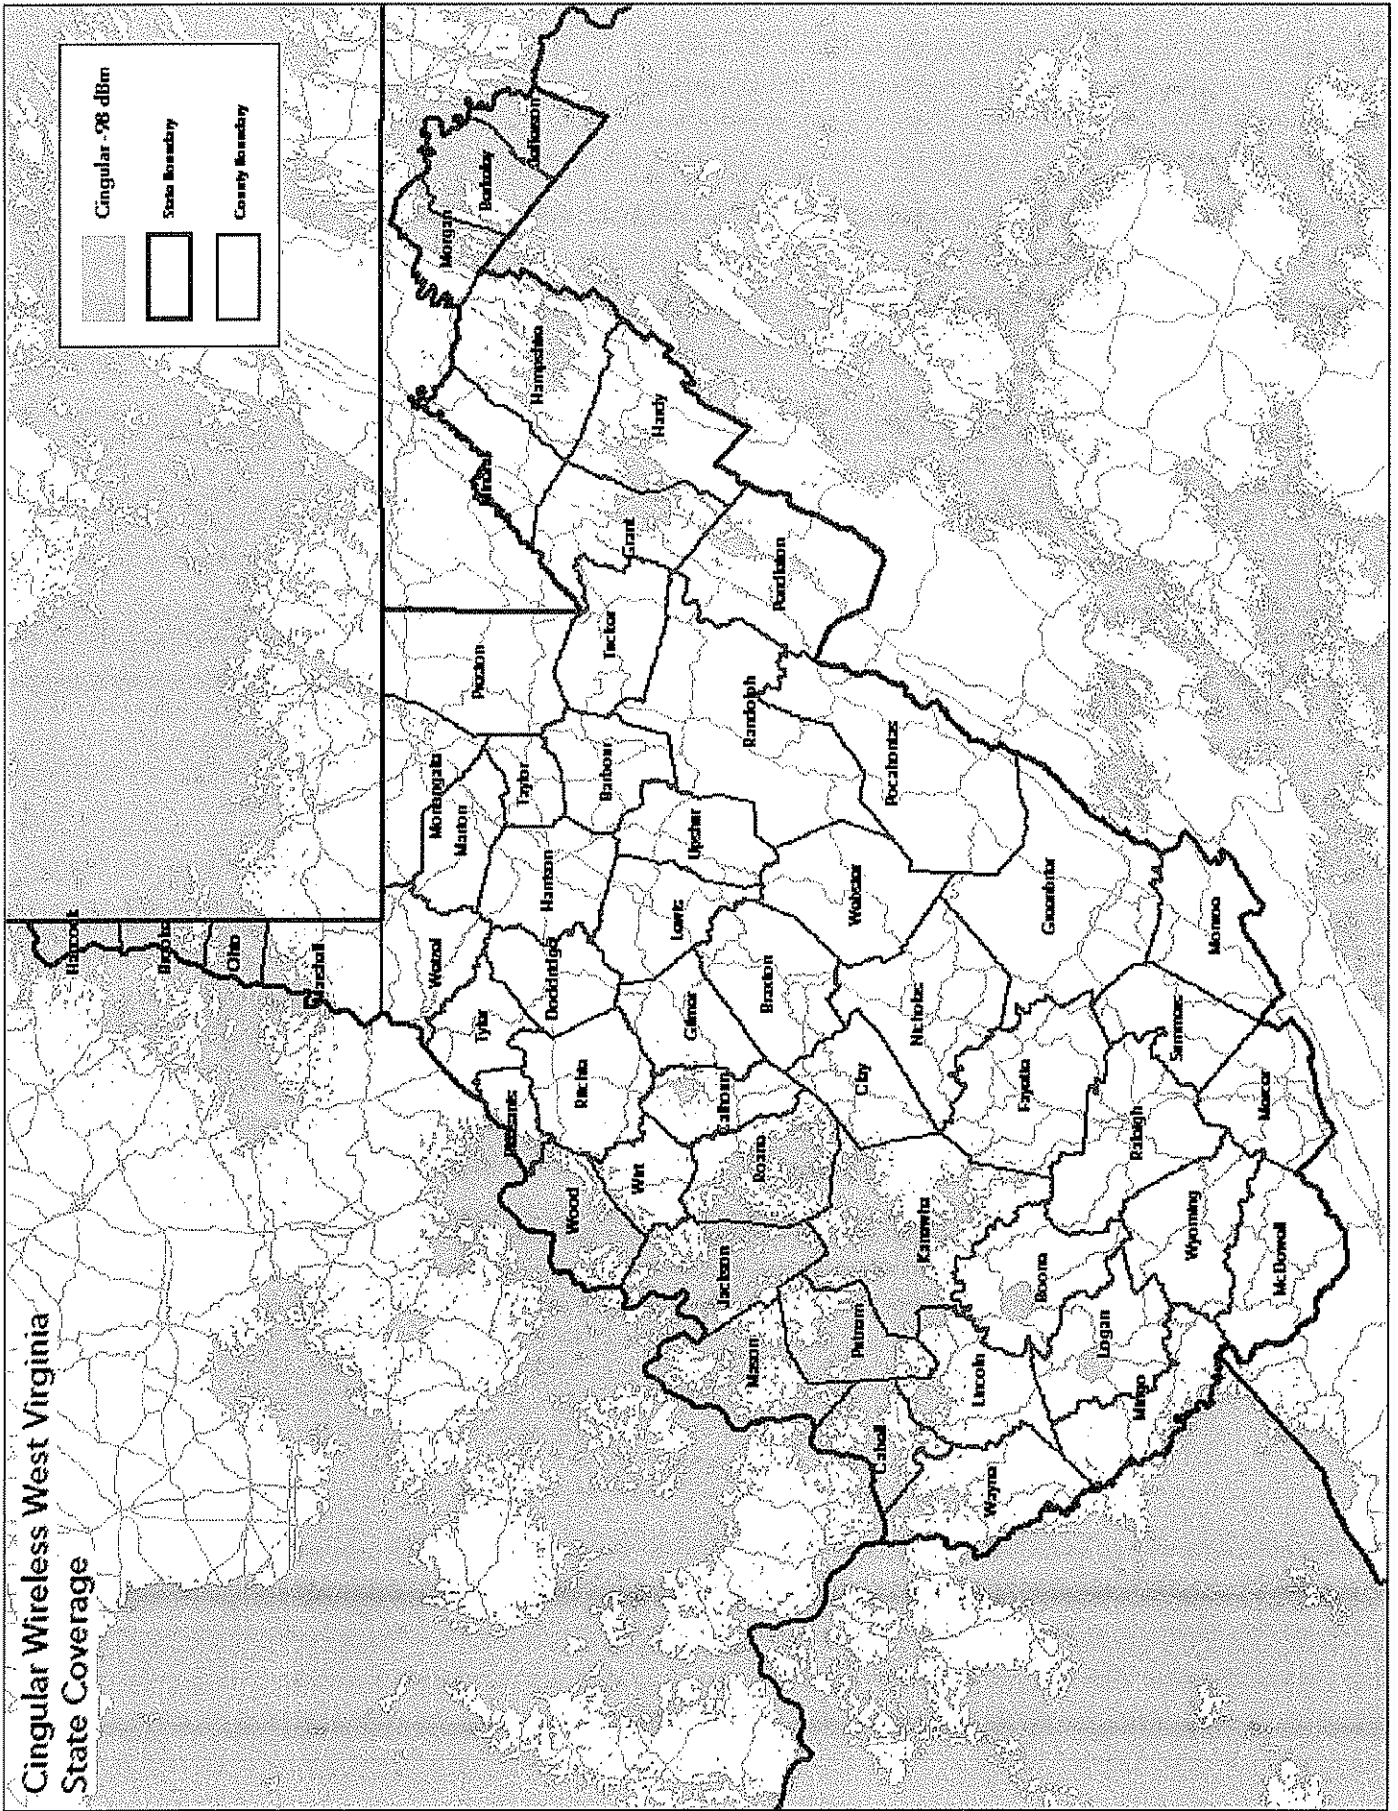 Cingular Wireless West Virginia
State Coverage
Cingular -98 dBm
State Boundary
County Boundary
Hancock
Brooke
Ohio
Marshall
Wetzel
Monongalia
Marion
Preston
Mineral
Morgan
Berkeley
Jefferson
Hampshire
Tyler
Pleasants
Doddridge
Harrison
Taylor
Barbour
Tucker
Grant
Hardy
Wood
Ritchie
Wirt
Gilmer
Lewis
Upshur
Randolph
Pendleton
Jackson
Calhoun
Roane
Braxton
Webster
Pocahontas
Mason
Putnam
Kanawha
Clay
Nicholas
Greenbrier
Cabell
Wayne
Lincoln
Boone
Fayette
Logan
Mingo
Raleigh
Summers
Monroe
Wyoming
McDowell
Mercer